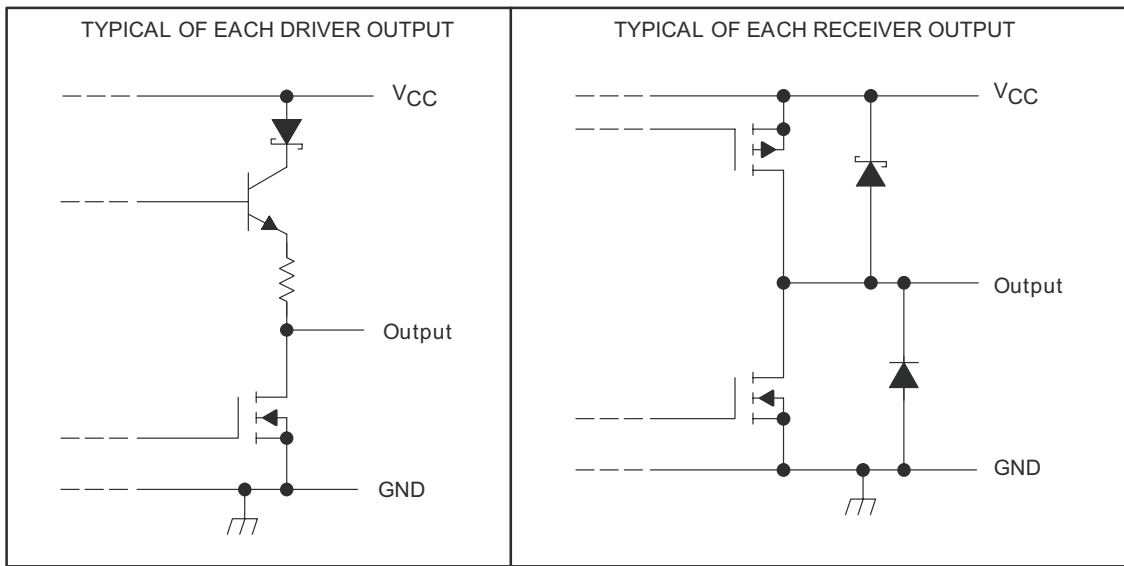 TYPICAL OF EACH DRIVER OUTPUT
VCC
Output
GND
TYPICAL OF EACH RECEIVER OUTPUT
VCC
Output
GND